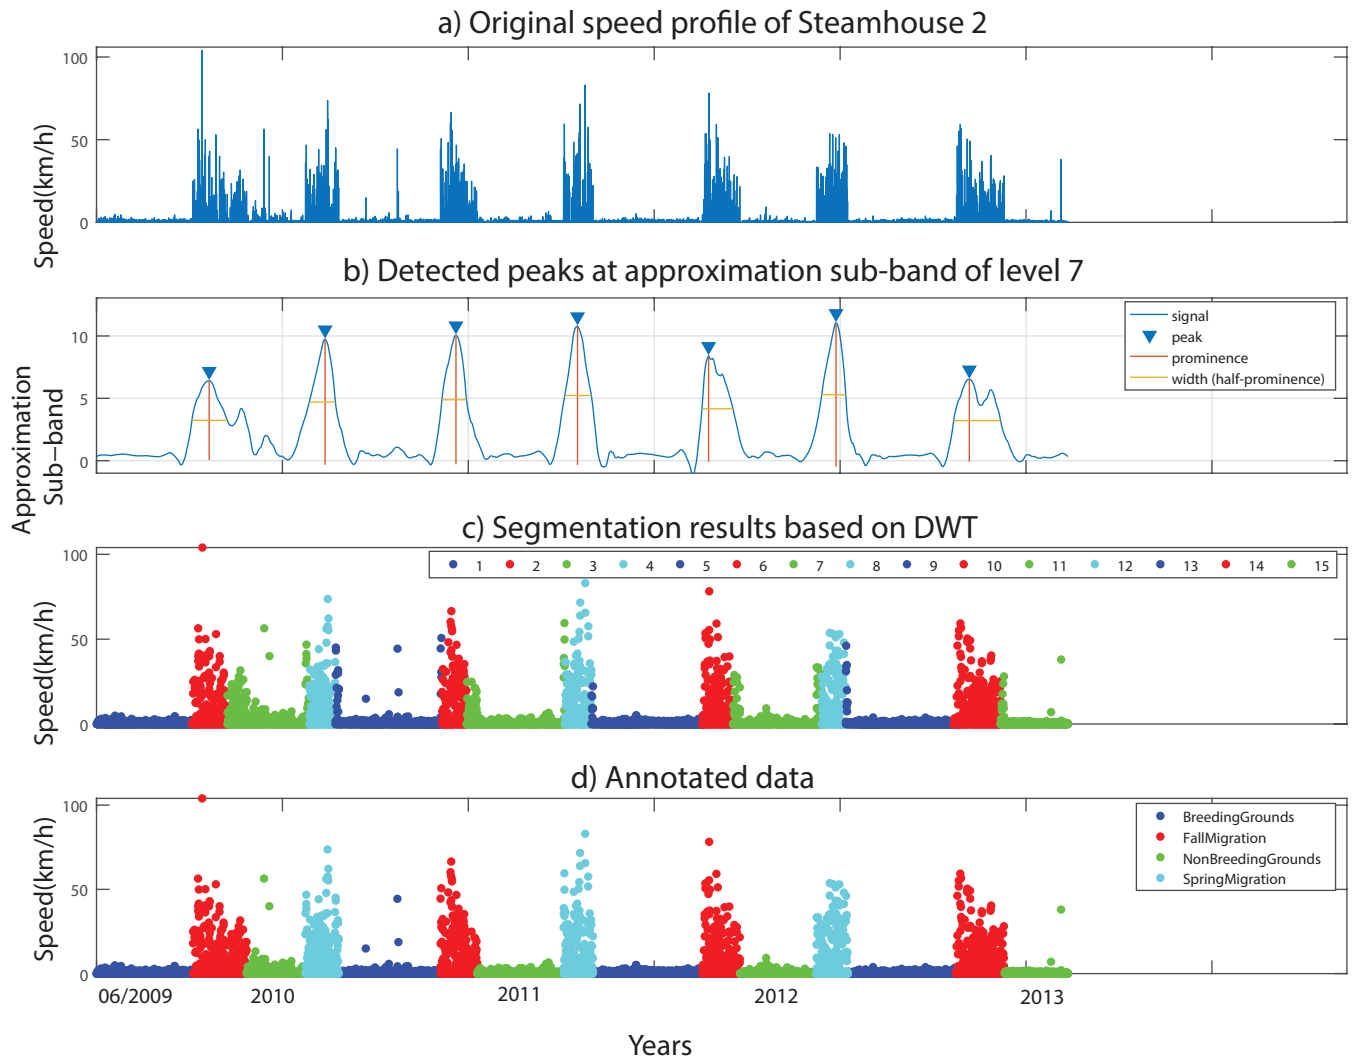 a) Original speed profile of Steamhouse 2
100
50
0
Speed(km/h)
b) Detected peaks at approximation sub-band of level 7
10
5
0
Approximation
Sub-band
signal
peak
prominence
width (half-prominence)
c) Segmentation results based on DWT
100
50
0
Speed(km/h)
1 2 3 4 5 6 7 8 9 10 11 12 13 14 15
d) Annotated data
100
50
0
Speed(km/h)
BreedingGrounds
FallMigration
NonBreedingGrounds
SpringMigration
06/2009 2010 2011 2012 2013
Years